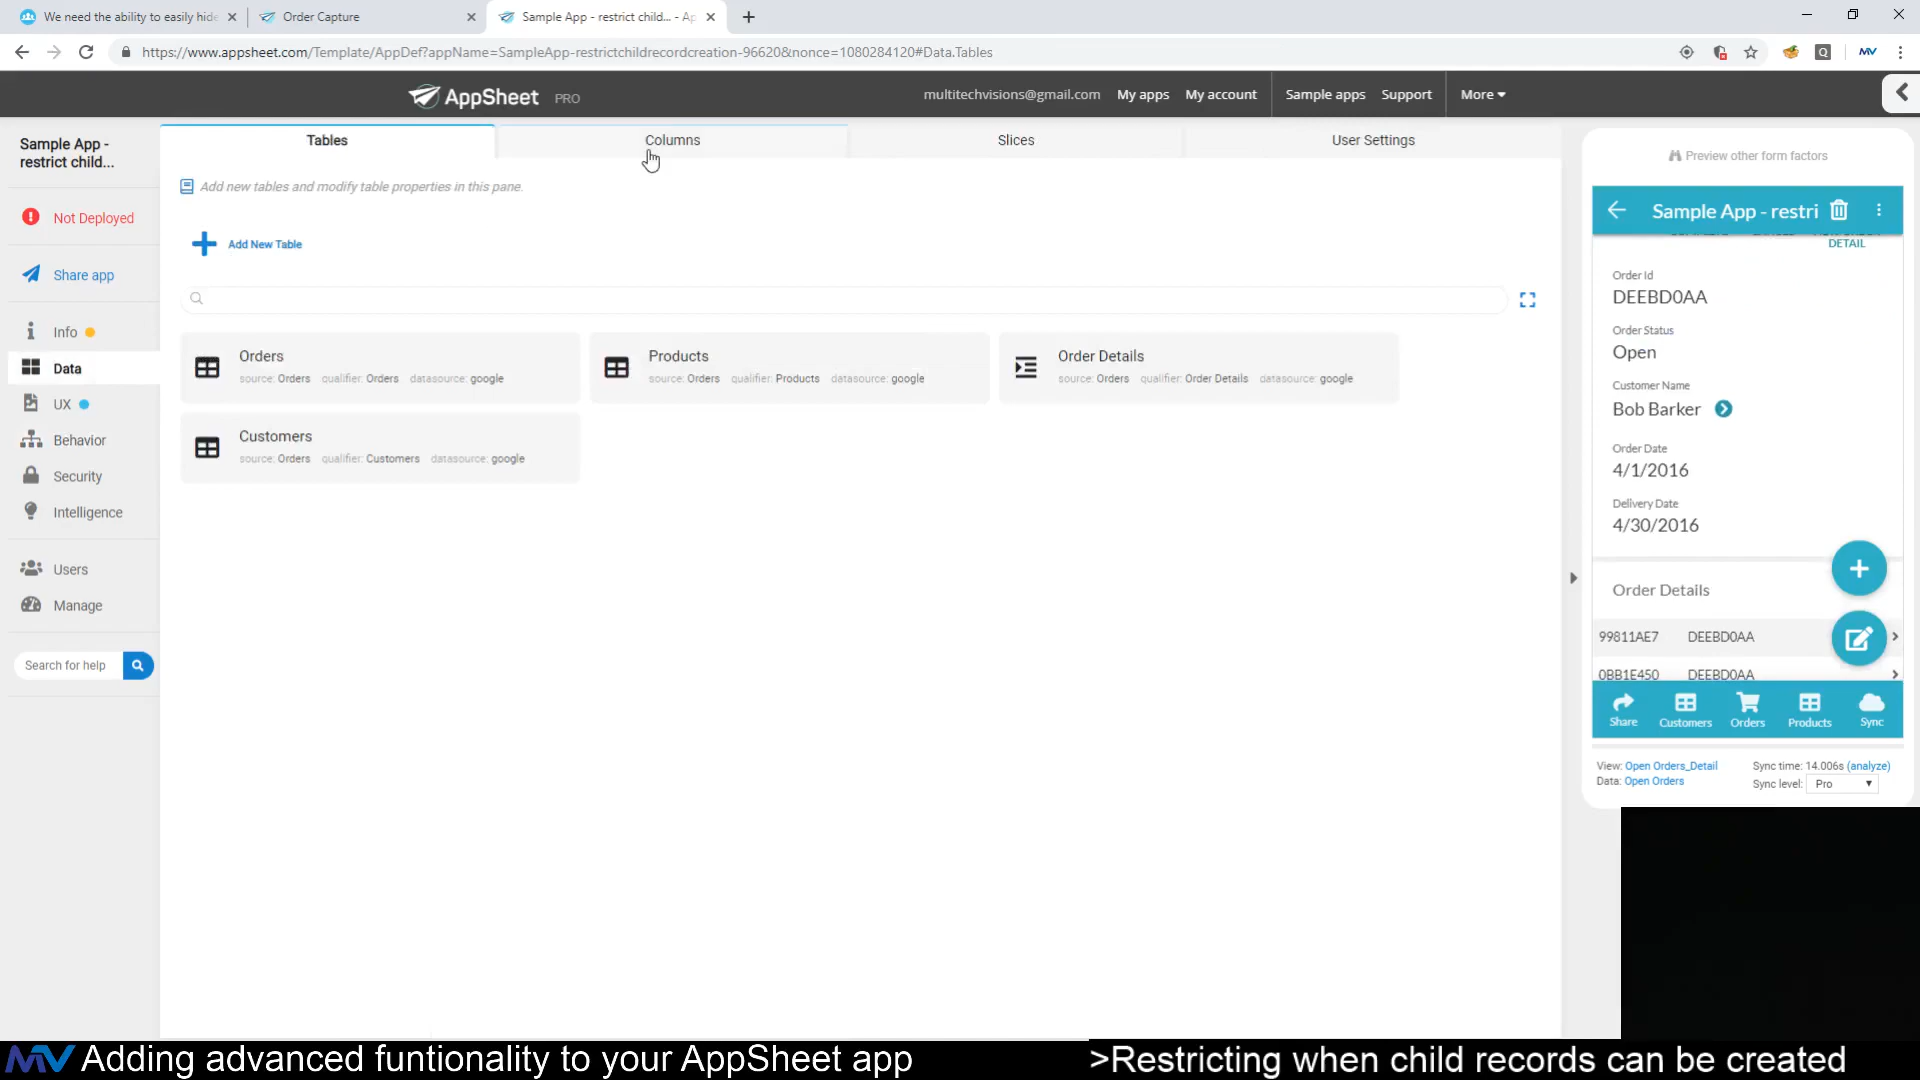 We need the ability to easily hide
Order Capture
Sample App - restrict child... - Ap
https://www.appsheet.com/Template/AppDef?appName=SampleApp-restrictchildrecordcreation-96620&nonce=1080284120#Data.Tables
AppSheet PRO
multitechvisions@gmail.com My apps My account Sample apps Support More
Sample App -
restrict child...
Not Deployed
Share app
Info
Data
UX
Behavior
Security
Intelligence
Users
Manage
Search for help
Tables Columns Slices User Settings
Add new tables and modify table properties in this pane.
Add New Table
Orders
source: Orders qualifier: Orders datasource: google
Products
source: Orders qualifier: Products datasource: google
Order Details
source: Orders qualifier: Order Details datasource: google
Customers
source: Orders qualifier: Customers datasource: google
Preview other form factors
Sample App - restri
DETAIL
Order Id
DEEBD0AA
Order Status
Open
Customer Name
Bob Barker
Order Date
4/1/2016
Delivery Date
4/30/2016
Order Details
99811AE7 DEEBD0AA
0BB1E450 DEEBD0AA
Share Customers Orders Products Sync
View: Open Orders_Detail
Data: Open Orders
Sync time: 14.006s (analyze)
Sync level: Pro
MV Adding advanced funtionality to your AppSheet app
>Restricting when child records can be created